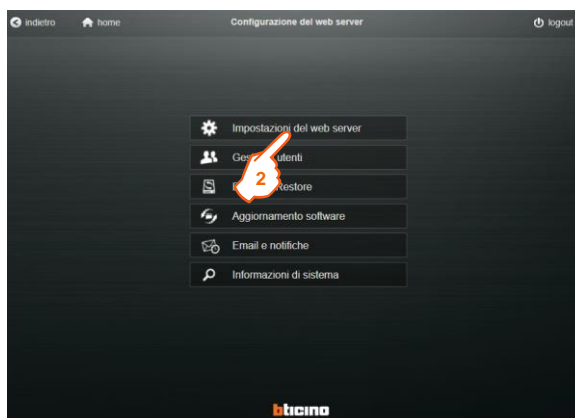 indietro home Configurazione del web server logout
Impostazioni del web server
utenti
2
Restore
Aggiornamento software
Email e notifiche
Informazioni di sistema
bticino